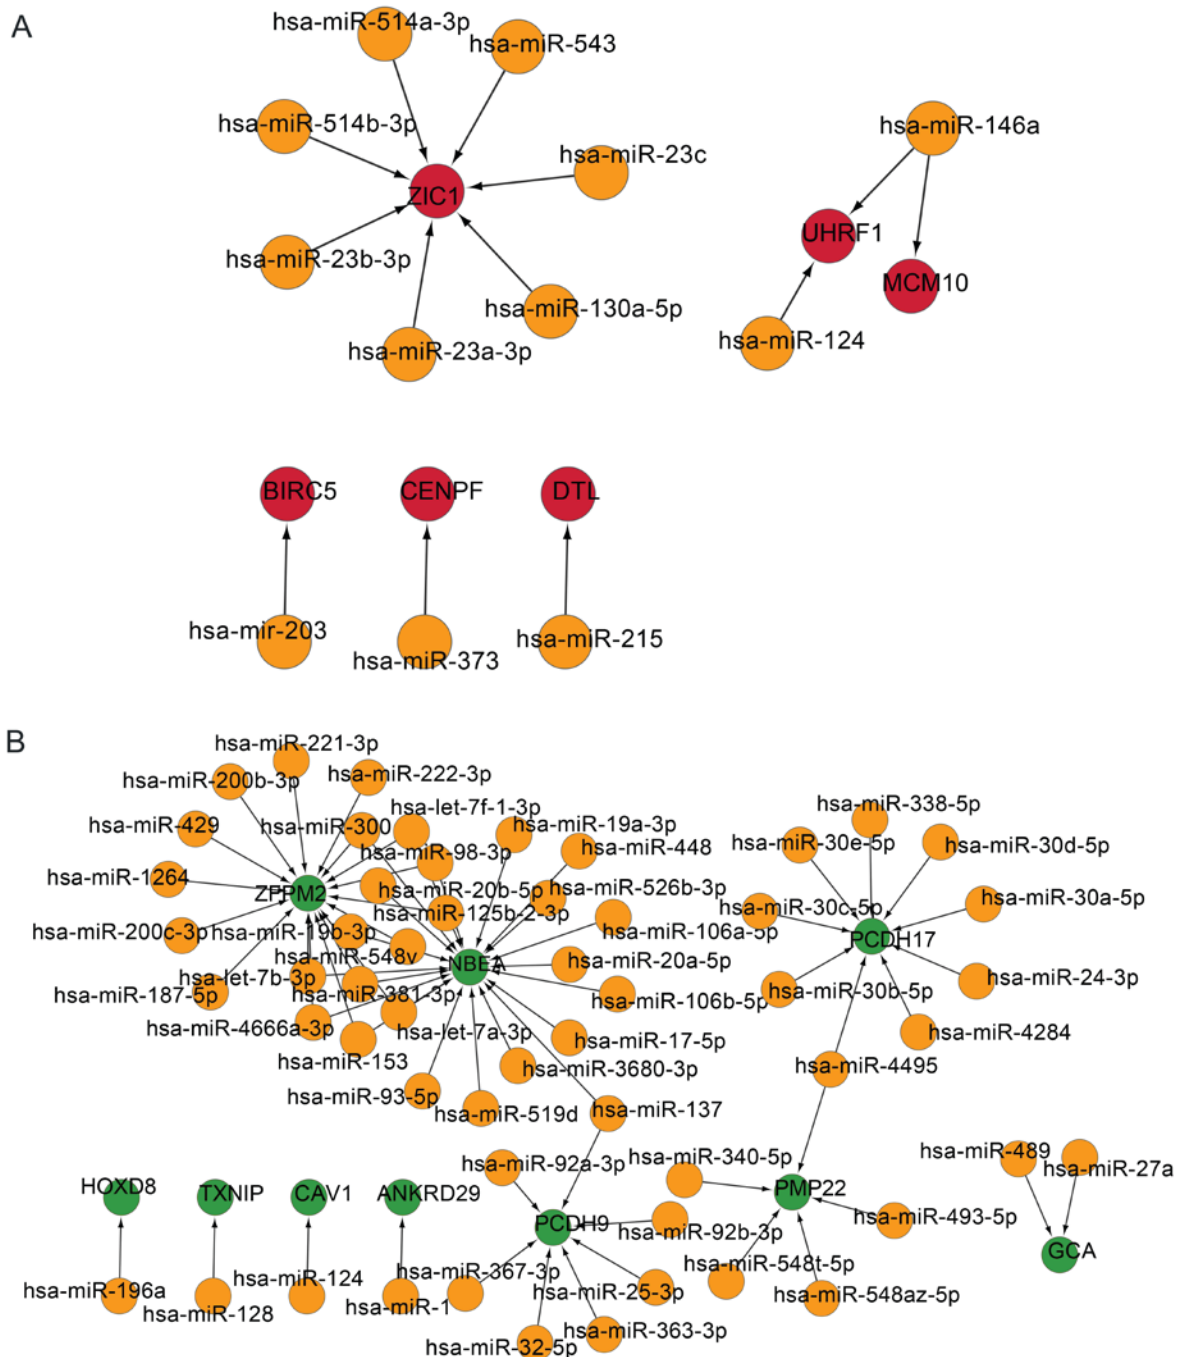 A
hsa-miR-514a-3p
hsa-miR-543
hsa-miR-514b-3p
hsa-miR-23c
hsa-miR-146a
ZIC1
UHRF1
hsa-miR-23b-3p
MCM10
hsa-miR-130a-5p
hsa-miR-23a-3p
hsa-miR-124
BIRC5
CENPF
DTL
hsa-mir-203
hsa-miR-373
hsa-miR-215
B
hsa-miR-221-3p
hsa-miR-200b-3p
hsa-miR-222-3p
hsa-let-7f-1-3p
hsa-miR-338-5p
hsa-miR-429
hsa-miR-300
hsa-miR-19a-3p
hsa-miR-30e-5p
hsa-miR-30d-5p
hsa-miR-98-3p
hsa-miR-448
hsa-miR-1264
ZFPM2
hsa-miR-20b-5p
hsa-miR-526b-3p
hsa-miR-30a-5p
hsa-miR-30c-5p
hsa-miR-125b-2-3p
hsa-miR-200c-3p
hsa-miR-19b-3p
hsa-miR-106a-5p
PCDH17
hsa-miR-548v
NBEA
hsa-miR-20a-5p
hsa-let-7b-3p
hsa-miR-24-3p
hsa-miR-187-5p
hsa-miR-381-3p
hsa-miR-106b-5p
hsa-miR-30b-5p
hsa-miR-4666a-3p
hsa-let-7a-3p
hsa-miR-17-5p
hsa-miR-4284
hsa-miR-153
hsa-miR-3680-3p
hsa-miR-4495
hsa-miR-93-5p
hsa-miR-519d
hsa-miR-137
hsa-miR-92a-3p
hsa-miR-340-5p
hsa-miR-489
hsa-miR-27a
HOXD8
TXNIP
CAV1
ANKRD29
PMP22
PCDH9
hsa-miR-92b-3p
hsa-miR-493-5p
GCA
hsa-miR-548t-5p
hsa-miR-196a
hsa-miR-128
hsa-miR-124
hsa-miR-1
hsa-miR-367-3p
hsa-miR-25-3p
hsa-miR-548az-5p
hsa-miR-32-5p
hsa-miR-363-3p